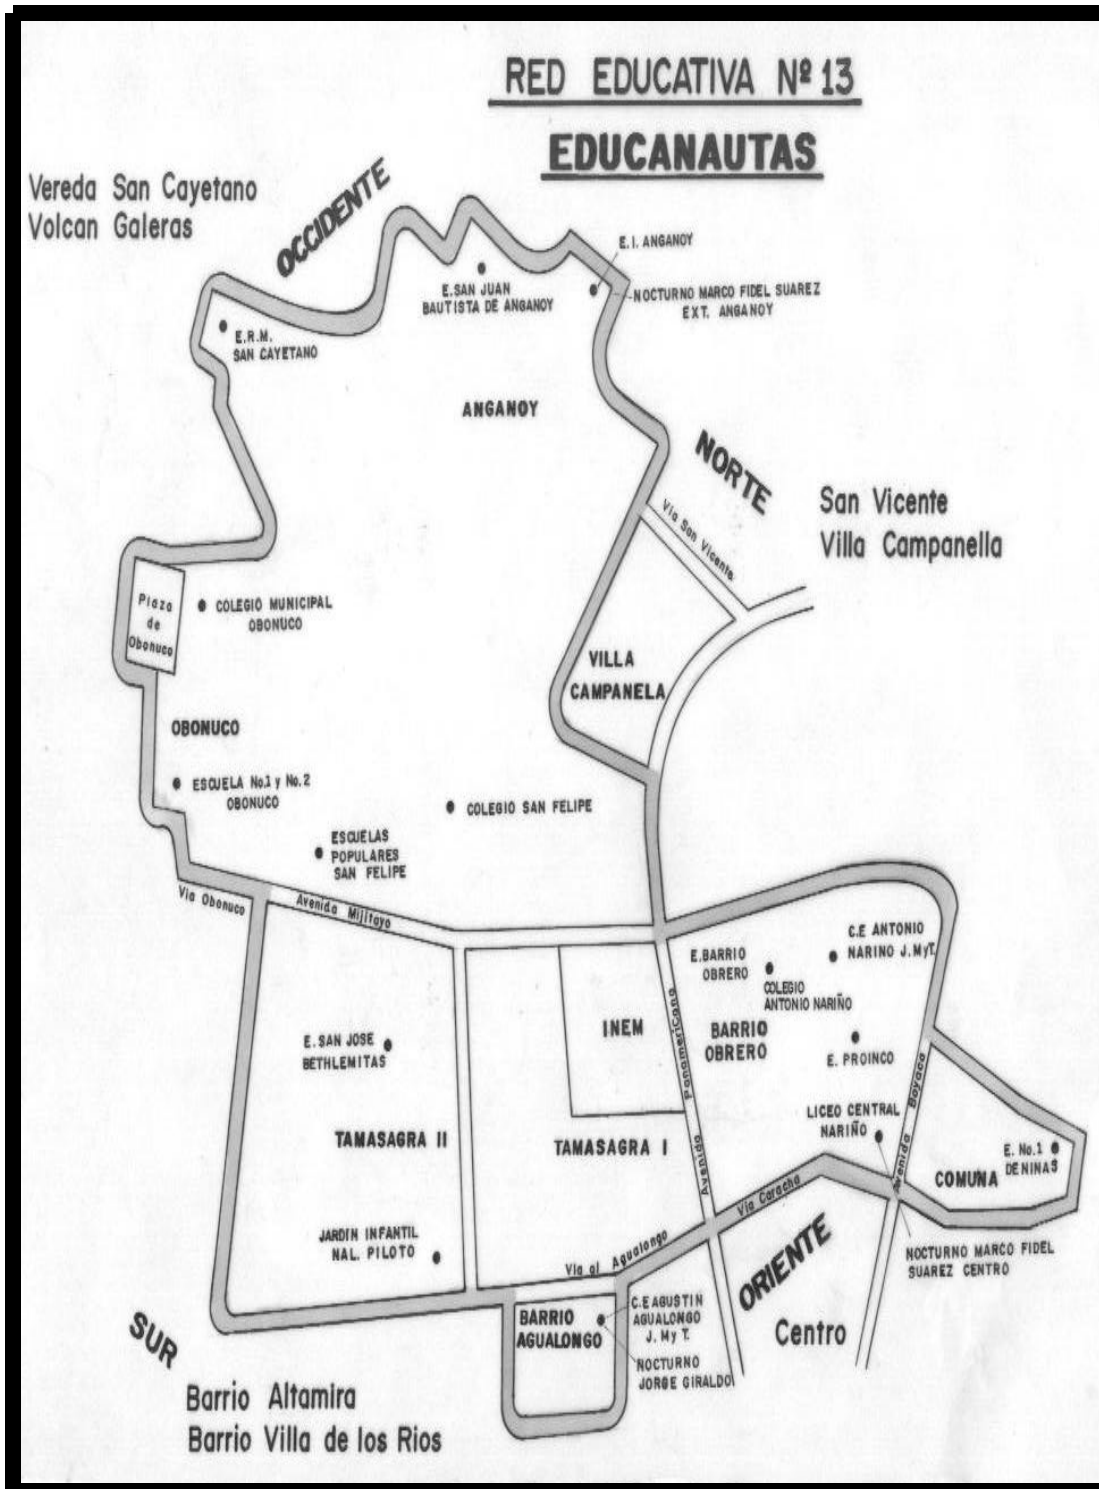 RED EDUCATIVA Nº 13
EDUCANAUTAS
Vereda San Cayetano
Volcan Galeras
OCCIDENTE
E. I. ANGANOY
E. SAN JUAN
BAUTISTA DE ANGANOY
NOCTURNO MARCO FIDEL SUAREZ
EXT. ANGANOY
E.R.M.
SAN CAYETANO
ANGANOY
NORTE
San Vicente
Villa Campanella
Via San Vicente
Plaza
de
Obonuco
COLEGIO MUNICIPAL
OBONUCO
VILLA
CAMPANELA
OBONUCO
ESCUELA No.1 y No.2
OBONUCO
COLEGIO SAN FELIPE
ESCUELAS
POPULARES
SAN FELIPE
Via Obonuco
Avenida Mijitayo
C.E ANTONIO
NARINO J. MyT.
E. BARRIO
OBRERO
COLEGIO
ANTONIO NARIÑO
INEM
BARRIO
OBRERO
Avenida Panamericana
E. SAN JOSE
BETHLEMITAS
E. PROINCO
Avenida Boyaca
LICEO CENTRAL
NARIÑO
TAMASAGRA II
TAMASAGRA I
E. No.1
DE NINAS
COMUNA
Via Caracha
JARDIN INFANTIL
NAL. PILOTO
Via al Agualongo
ORIENTE
NOCTURNO MARCO FIDEL
SUAREZ CENTRO
Centro
SUR
BARRIO
AGUALONGO
C.E AGUSTIN
AGUALONGO
J. My T.
NOCTURNO
JORGE GIRALDO
Barrio Altamira
Barrio Villa de los Rios